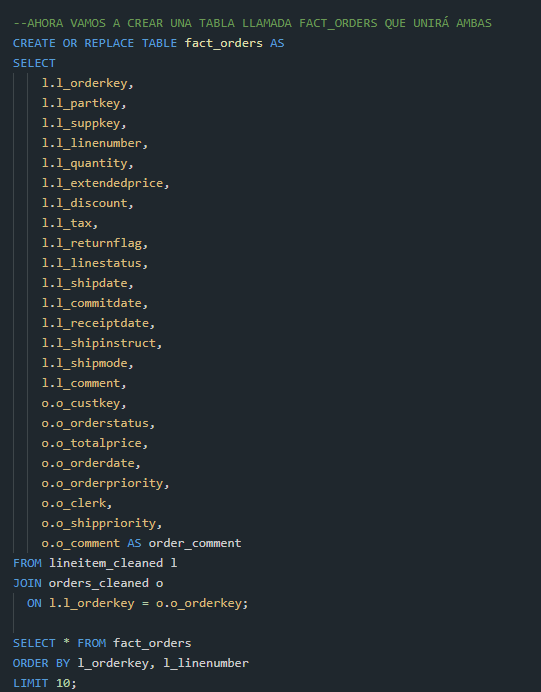 --AHORA VAMOS A CREAR UNA TABLA LLAMADA FACT_ORDERS QUE UNIRÁ AMBAS
CREATE OR REPLACE TABLE fact_orders AS
SELECT
    l.l_orderkey,
    l.l_partkey,
    l.l_suppkey,
    l.l_linenumber,
    l.l_quantity,
    l.l_extendedprice,
    l.l_discount,
    l.l_tax,
    l.l_returnflag,
    l.l_linestatus,
    l.l_shipdate,
    l.l_commitdate,
    l.l_receiptdate,
    l.l_shipinstruct,
    l.l_shipmode,
    l.l_comment,
    o.o_custkey,
    o.o_orderstatus,
    o.o_totalprice,
    o.o_orderdate,
    o.o_orderpriority,
    o.o_clerk,
    o.o_shippriority,
    o.o_comment AS order_comment
FROM lineitem_cleaned l
JOIN orders_cleaned o
  ON l.l_orderkey = o.o_orderkey;

SELECT * FROM fact_orders
ORDER BY l_orderkey, l_linenumber
LIMIT 10;